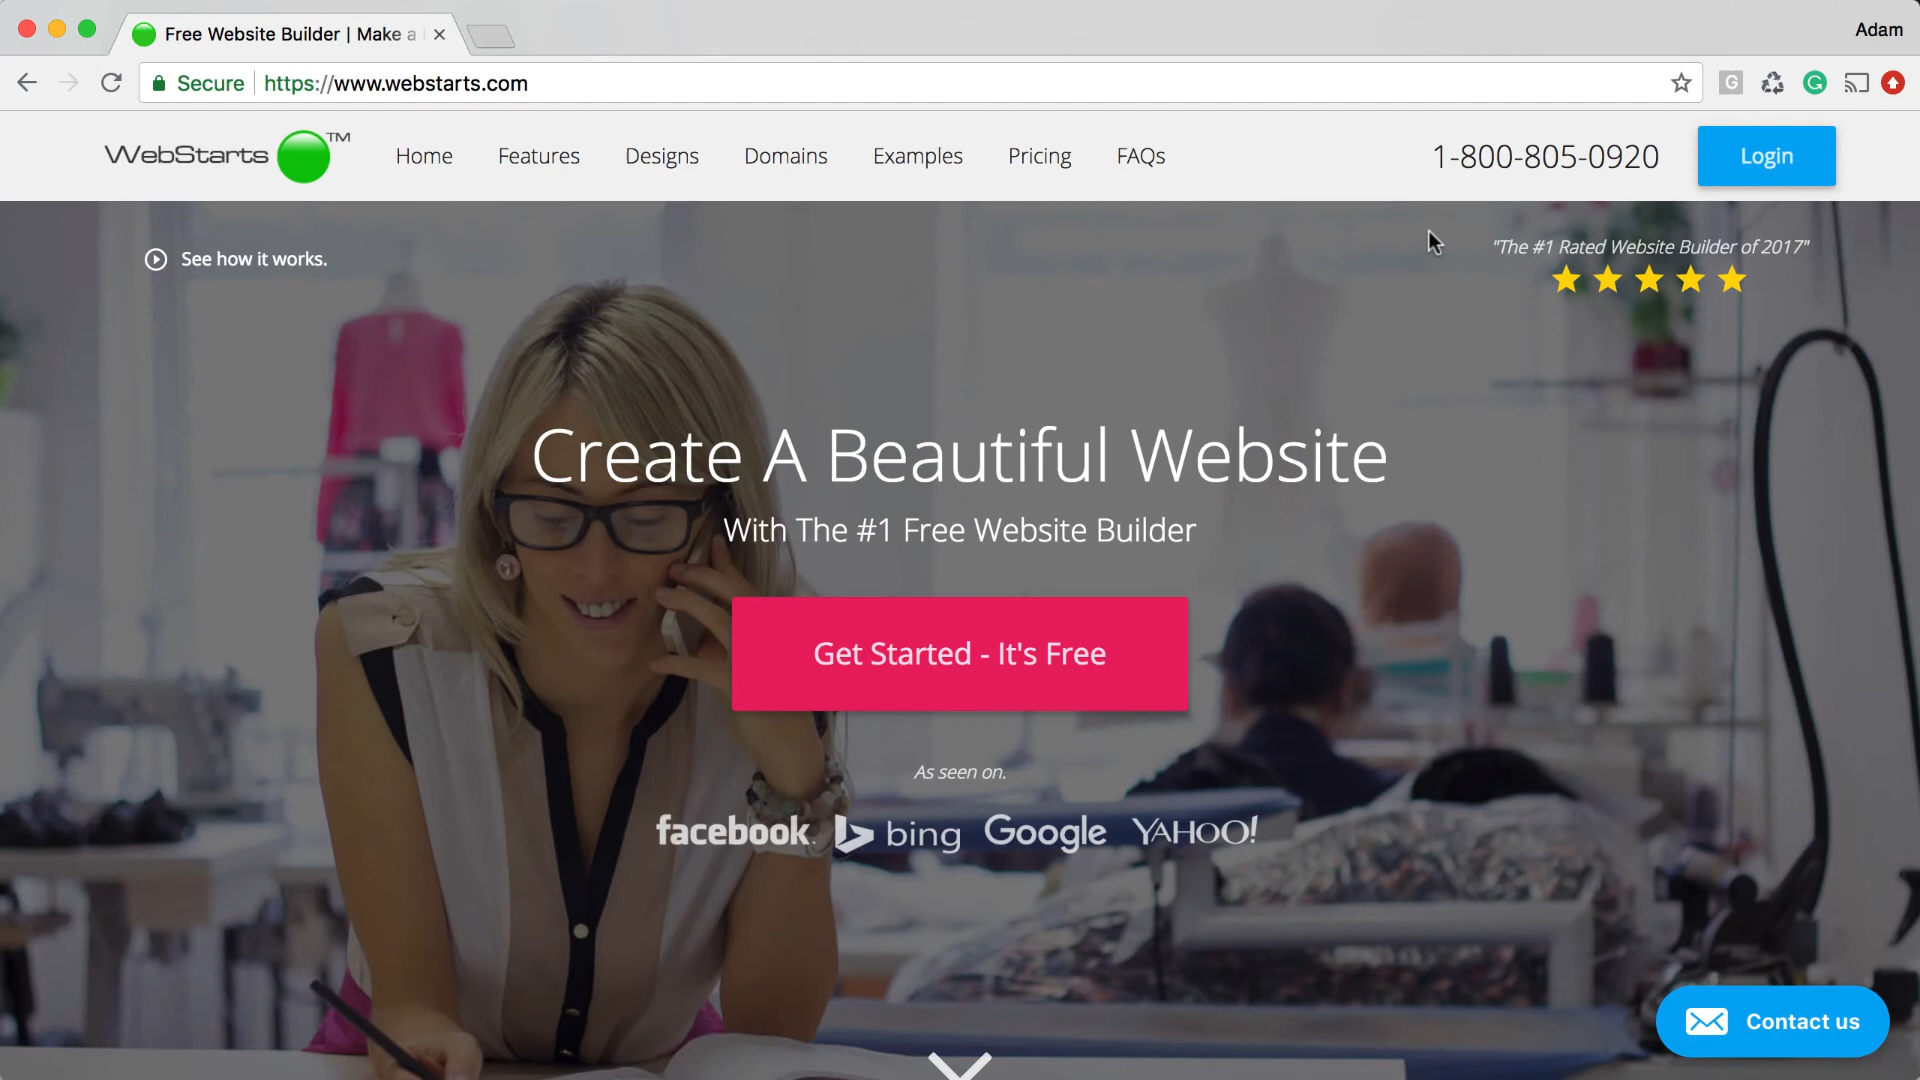 Free Website Builder | Make a
Adam
Secure
https://www.webstarts.com
G
WebStarts TM
Home
Features
Designs
Domains
Examples
Pricing
FAQs
1-800-805-0920
Login
See how it works.
"The #1 Rated Website Builder of 2017"
Create A Beautiful Website
With The #1 Free Website Builder
Get Started - It's Free
As seen on.
facebook.
bing
Google
YAHOO!
Contact us